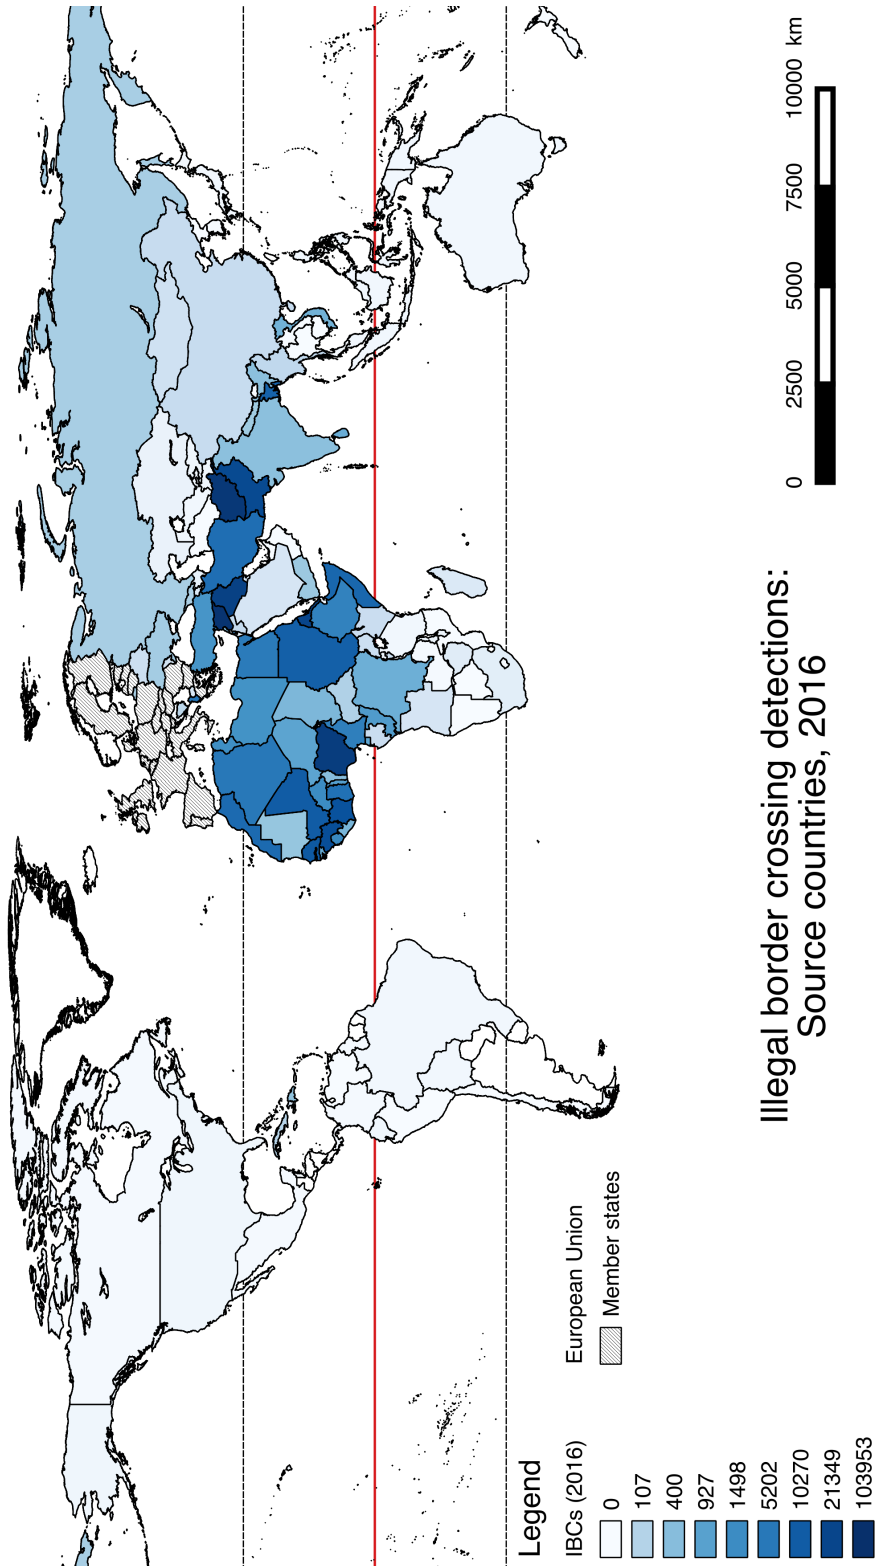 Legend
IBCs (2016)
0
107
400
927
1498
5202
10270
21349
103953
European Union
Member states
Illegal border crossing detections:
Source countries, 2016
0 2500 5000 7500 10000 km